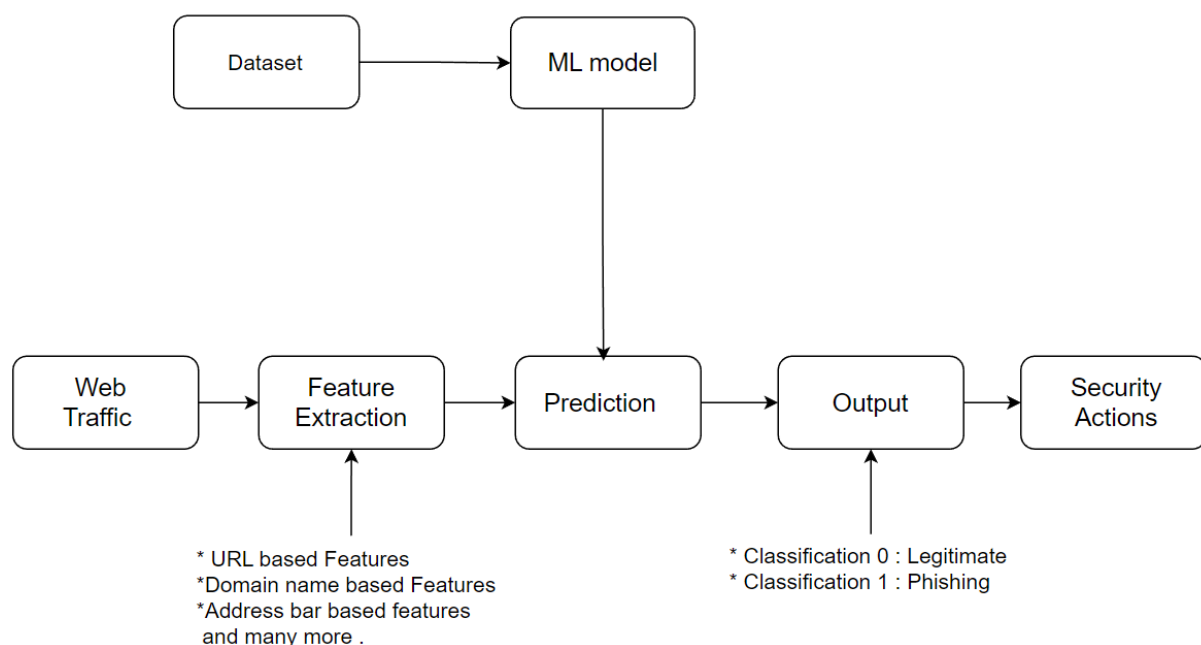 Dataset
ML model
Web
Traffic
Feature
Extraction
Prediction
Output
Security
Actions
* URL based Features
*Domain name based Features
*Address bar based features
and many more .
* Classification 0 : Legitimate
* Classification 1 : Phishing